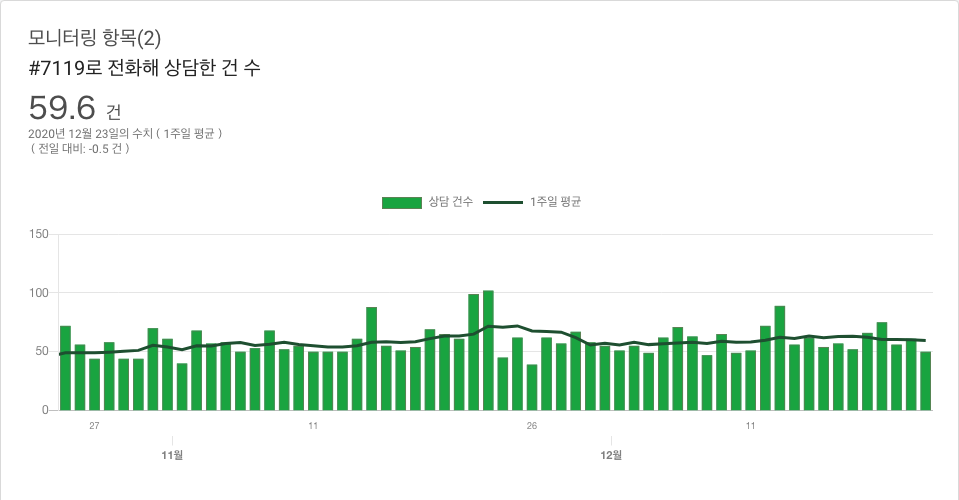 모니터링 항목(2)
#7119로 전화해 상담한 건 수
59.6 건
2020년 12월 23일의 수치 ( 1주일 평균 )
( 전일 대비: -0.5 건 )
상담 건수 1주일 평균
150
100
50
0
27 11 26 11
11월 12월